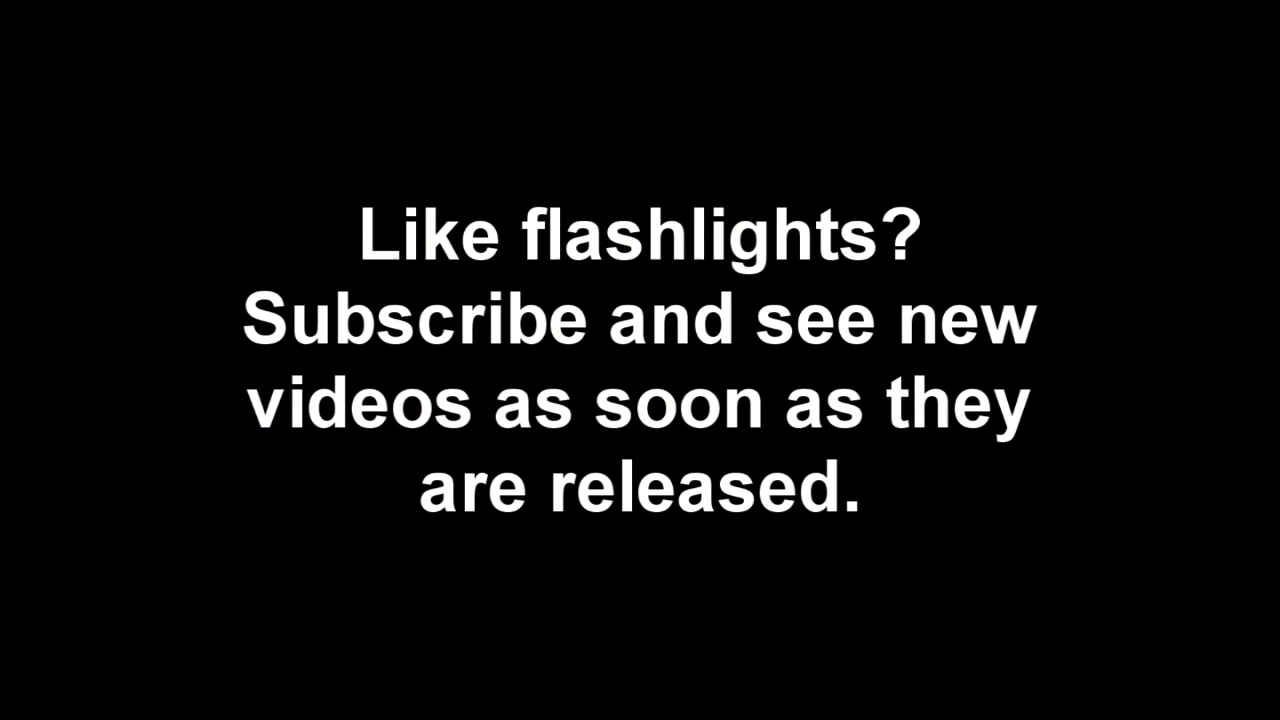 Like flashlights?
Subscribe and see new
videos as soon as they
are released.